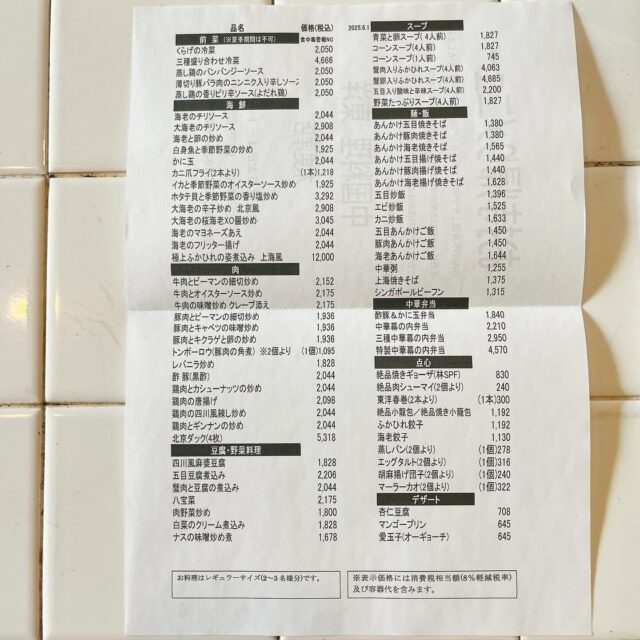 品名 価格(税込) 2025.6.1
前菜 (※夏季期間は不可) 食中毒警報NG
くらげの冷菜 2,050
三種盛り合わせ冷菜 4,666
蒸し鶏のバンバンジーソース 2,050
薄切り豚バラ肉のニンニク入り辛しソース 2,050
蒸し鶏の香りピリ辛ソース(よだれ鶏) 2,050
海鮮
海老のチリソース 2,044
大海老のチリソース 2,908
海老と卵の炒め 2,044
白身魚と季節野菜の炒め 1,925
かに玉 2,044
カニ爪フライ(2本より) (1本)1,218
イカと季節野菜のオイスターソース炒め 1,925
ホタテ貝と季節野菜の香り塩炒め 3,292
大海老の辛子炒め 北京風 2,908
大海老の桜海老XO醤炒め 3,045
海老のマヨネーズあえ 2,044
海老のフリッター揚げ 2,044
極上ふかひれの姿煮込み 上海風 12,000
肉
牛肉とピーマンの細切り炒め 2,152
牛肉とオイスターソース炒め 2,175
牛肉の味噌炒め クレープ添え 2,175
豚肉とピーマンの細切り炒め 1,936
豚肉とキャベツの味噌炒め 1,936
豚肉とキクラゲと卵の炒め 1,936
トンポーロウ(豚肉の角煮) ※2個より (1個)1,095
レバニラ炒め 1,828
酢豚(黒酢) 2,044
鶏肉とカシューナッツの炒め 2,044
鶏肉の唐揚げ 2,098
鶏肉の四川風辣し炒め 2,044
鶏肉とギンナンの炒め 2,044
北京ダック(4枚) 5,318
豆腐・野菜料理
四川風麻婆豆腐 1,828
五目豆腐煮込み 2,206
蟹肉と豆腐の煮込み 2,044
八宝菜 2,175
肉野菜炒め 1,800
白菜のクリーム煮込み 1,828
ナスの味噌炒め煮 1,678
お料理はレギュラーサイズ(2〜3名様分)です。
スープ
青菜と卵スープ(4人前) 1,827
コーンスープ(4人前) 1,827
コーンスープ(1人前) 745
蟹肉入りふかひれスープ(4人前) 4,063
蟹卵入りふかひれスープ(4人前) 4,685
五目入り酸味と辛味スープ(4人前) 2,200
野菜たっぷりスープ(4人前) 1,827
麺・飯
あんかけ五目焼きそば 1,380
あんかけ豚肉焼きそば 1,380
あんかけ海老焼きそば 1,565
あんかけ五目揚げ焼そば 1,440
あんかけ豚肉揚げ焼そば 1,440
あんかけ海老揚げ焼そば 1,628
五目炒飯 1,396
エビ炒飯 1,525
カニ炒飯 1,633
五目あんかけご飯 1,450
豚肉あんかけご飯 1,450
海老あんかけご飯 1,644
中華粥 1,255
上海焼きそば 1,375
シンガポールビーフン 1,315
中華弁当
酢豚&かに玉弁当 1,840
中華幕の内弁当 2,210
三種中華幕の内弁当 2,950
特製中華幕の内弁当 4,570
点心
絶品焼きギョーザ(林SPF) 830
絶品肉シューマイ(2個より) 240
東洋春巻(2本より) (1本)300
絶品小籠包/絶品焼き小籠包 1,192
ふかひれ餃子 1,192
海老餃子 1,130
蒸しパン(2個より) (1個)278
エッグタルト(2個より) (1個)316
胡麻揚げ団子(2個より) (1個)240
マーラーカオ(2個より) (1個)322
デザート
杏仁豆腐 708
マンゴープリン 645
愛玉子(オーギョーチ) 645
※表示価格には消費税相当額(8%軽減税率)
及び容器代を含みます。